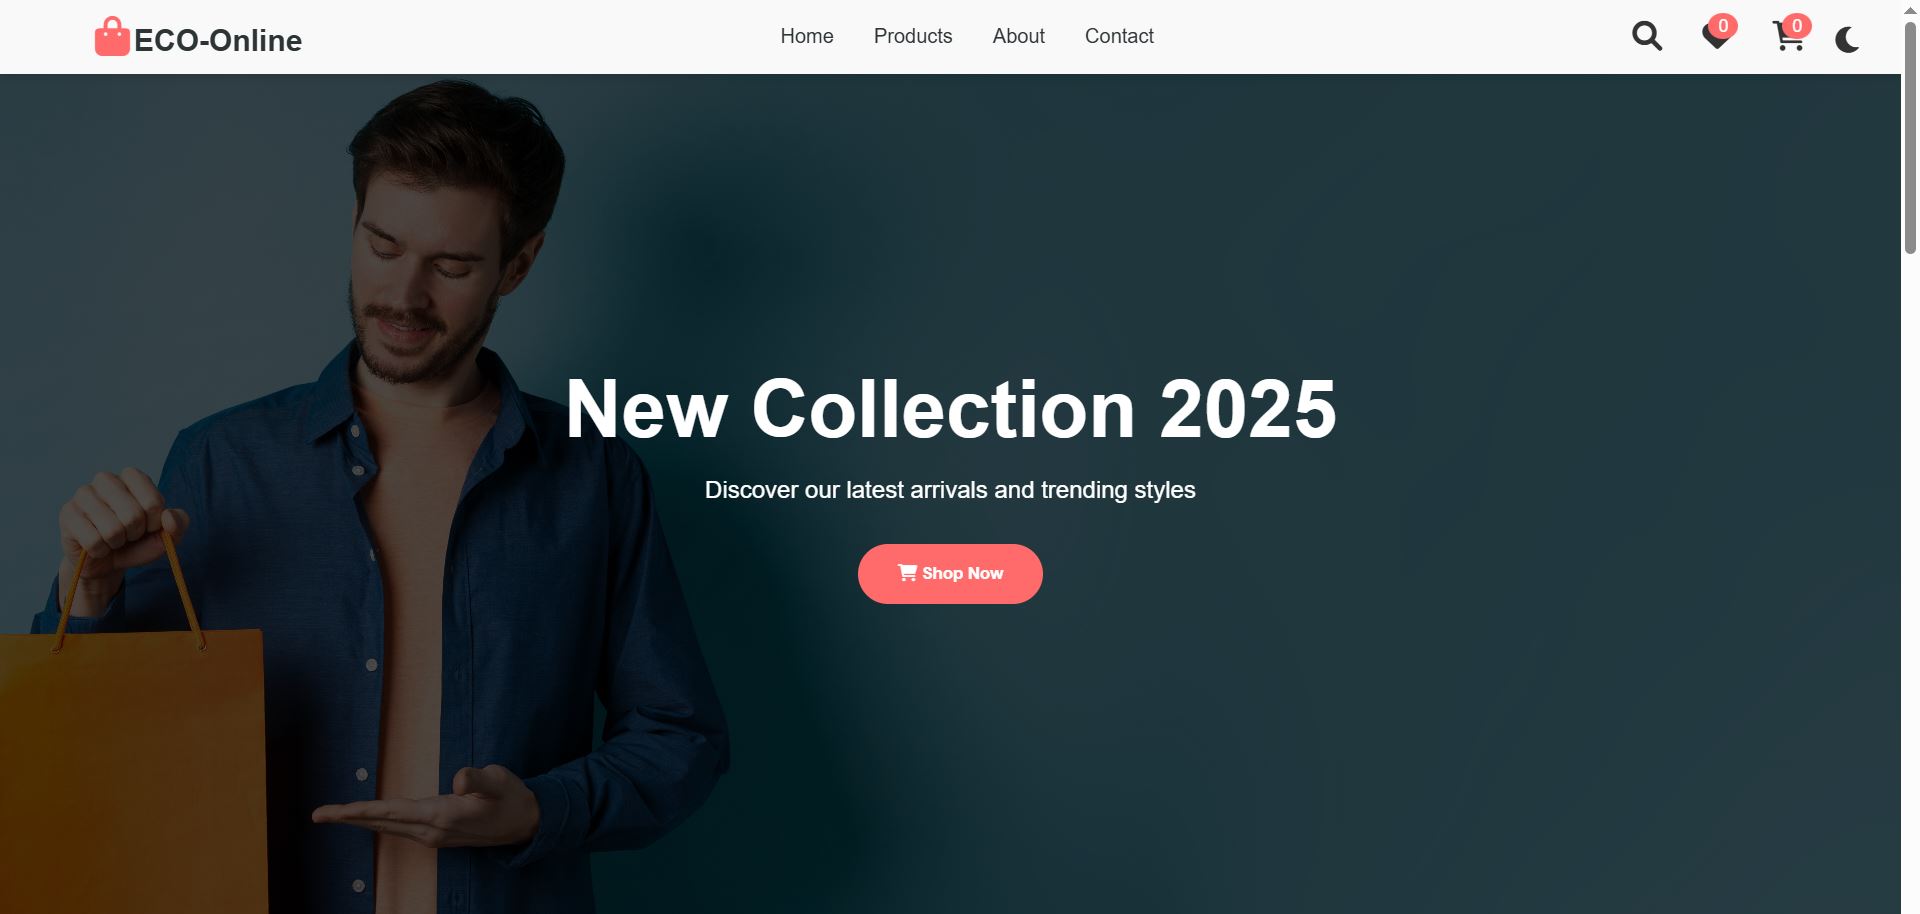 ECO-Online
Home
Products
About
Contact
0
0
New Collection 2025
Discover our latest arrivals and trending styles
Shop Now